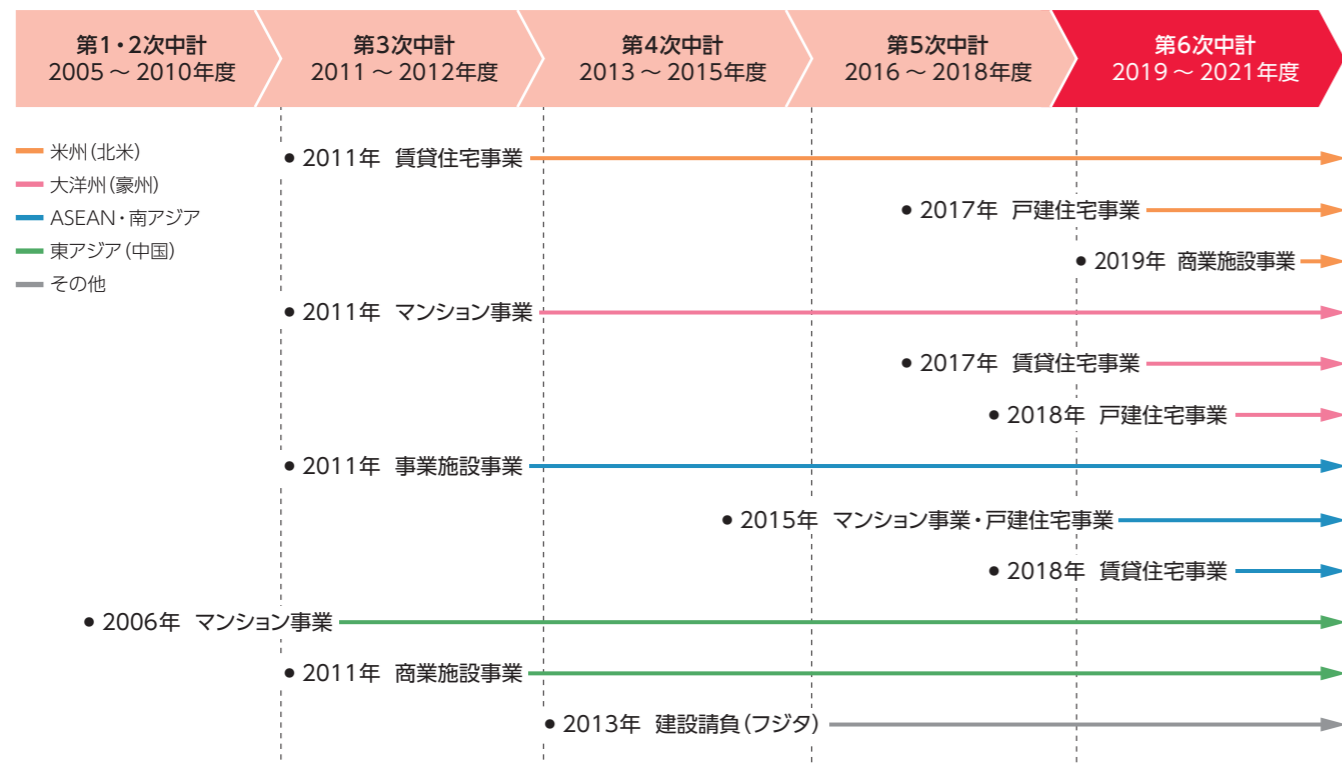 第1・2次中計
2005 ～ 2010年度
第3次中計
2011 ～ 2012年度
第4次中計
2013 ～ 2015年度
第5次中計
2016 ～ 2018年度
第6次中計
2019 ～ 2021年度
米州(北米)
大洋州(豪州)
ASEAN・南アジア
東アジア(中国)
その他
● 2011年 賃貸住宅事業
● 2017年 戸建住宅事業
● 2019年 商業施設事業
● 2011年 マンション事業
● 2017年 賃貸住宅事業
● 2018年 戸建住宅事業
● 2011年 事業施設事業
● 2015年 マンション事業・戸建住宅事業
● 2018年 賃貸住宅事業
● 2006年 マンション事業
● 2011年 商業施設事業
● 2013年 建設請負(フジタ)